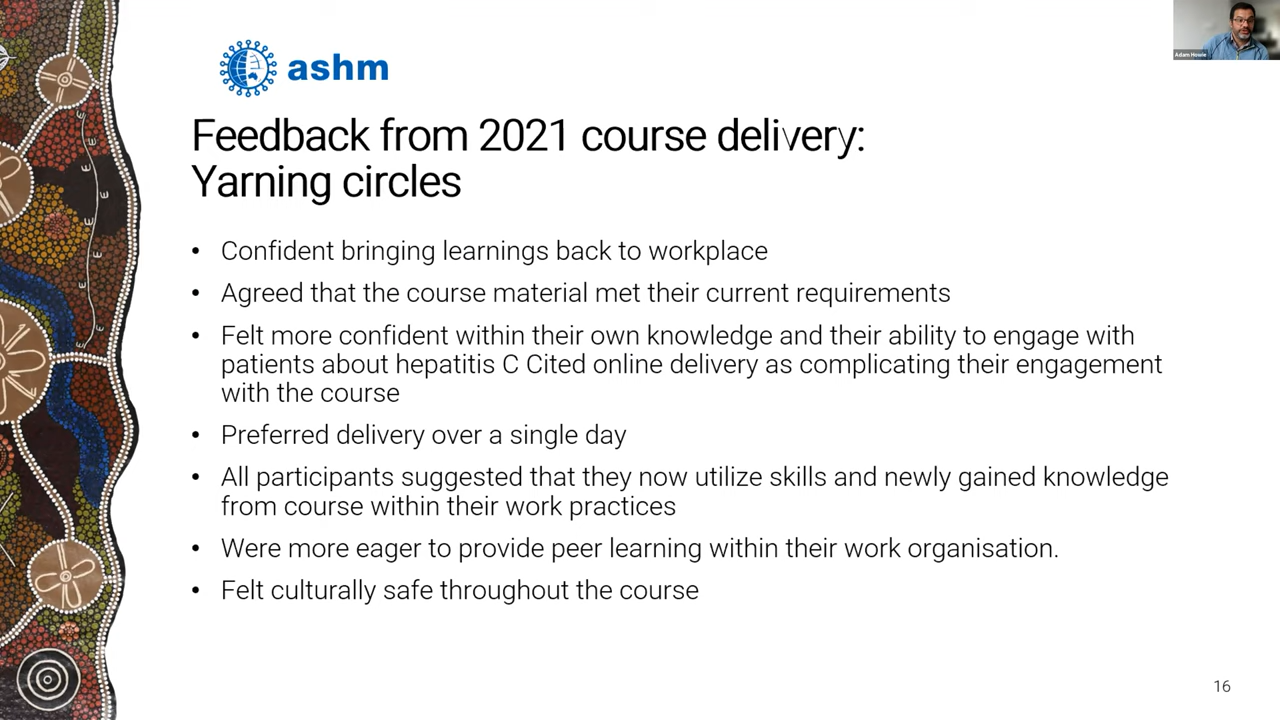 ashm
Adam Howie
Feedback from 2021 course delivery:
Yarning circles
• Confident bringing learnings back to workplace
• Agreed that the course material met their current requirements
• Felt more confident within their own knowledge and their ability to engage with
patients about hepatitis C Cited online delivery as complicating their engagement
with the course
• Preferred delivery over a single day
• All participants suggested that they now utilize skills and newly gained knowledge
from course within their work practices
• Were more eager to provide peer learning within their work organisation.
• Felt culturally safe throughout the course
16